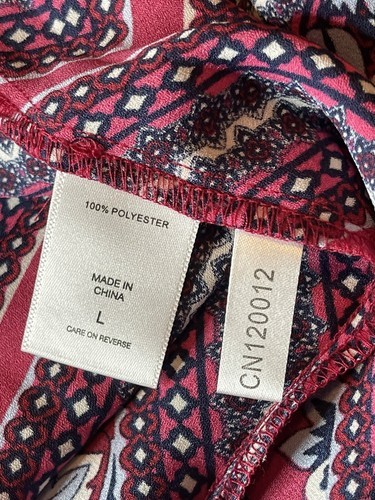 100% POLYESTER
MADE IN
CHINA
L
CARE ON REVERSE
CN120012